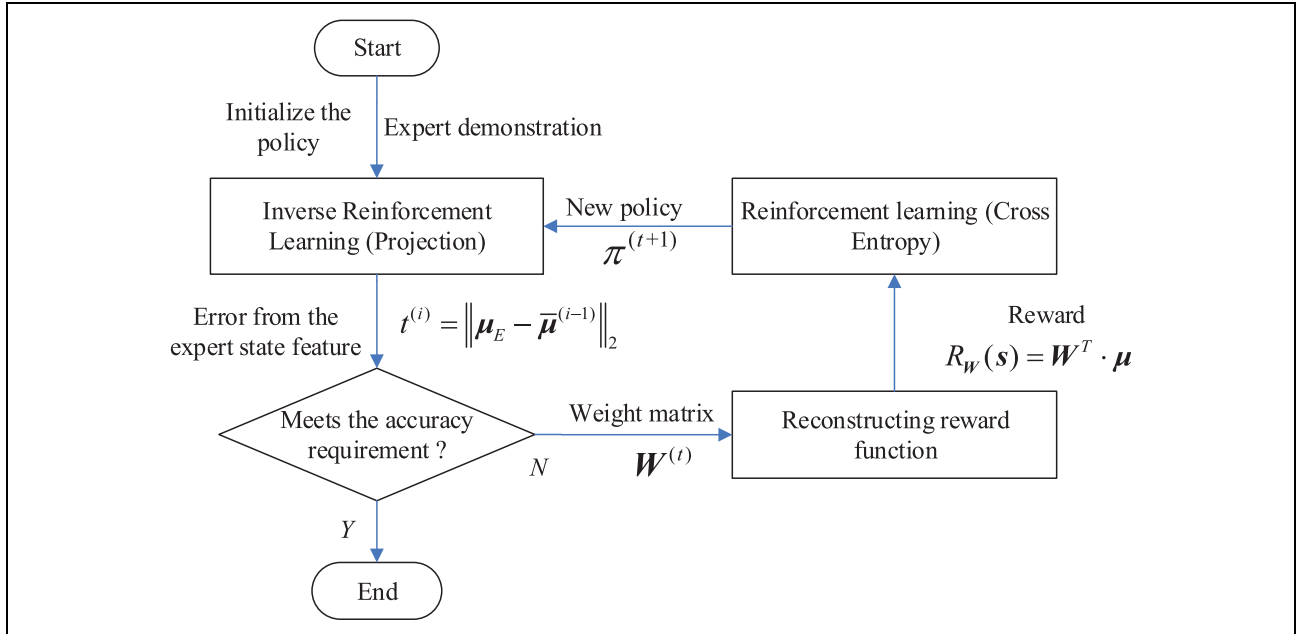 Start
Initialize the
policy
Expert demonstration
Inverse Reinforcement
Learning (Projection)
New policy
π^(t+1)
Reinforcement learning (Cross
Entropy)
Error from the
expert state feature
t^(i) = ‖μ_E − μ̄^(i−1)‖_2
Reward
R_W(s) = W^T · μ
Meets the accuracy
requirement ?
Weight matrix
W^(t)
N
Reconstructing reward
function
Y
End